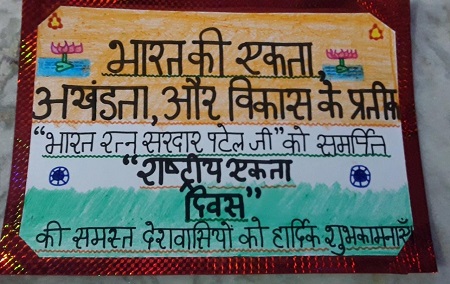 भारत की एकता,
अखंडता, और विकास के प्रतीक
"भारत रत्न सरदार पटेल जी" को समर्पित
"राष्ट्रीय एकता
दिवस"
की समस्त देशवासियों को हार्दिक शुभकामनाएँ